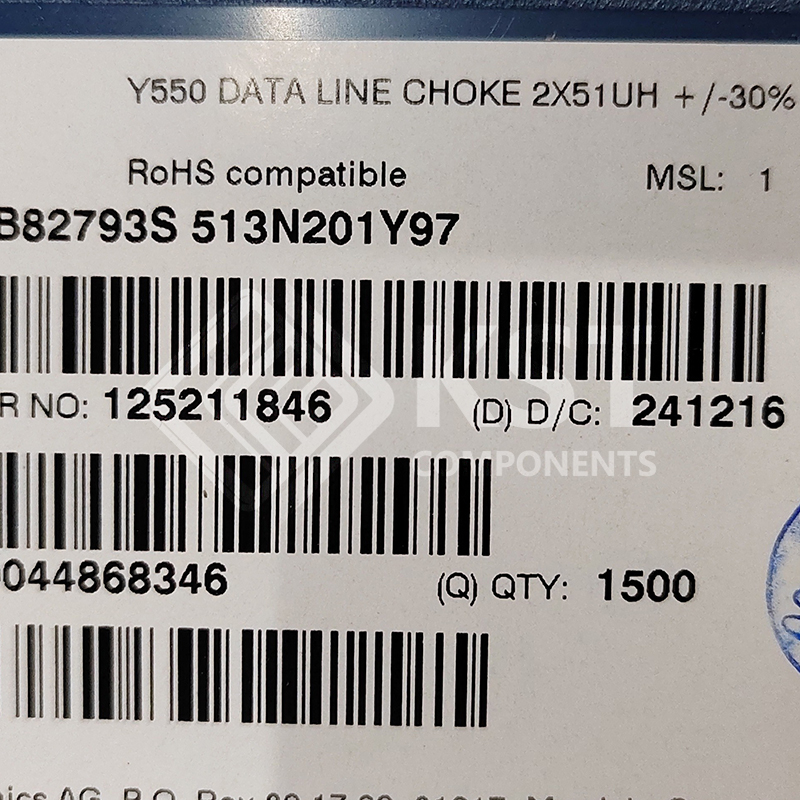 Y550 DATA LINE CHOKE 2X51UH +/-30%
RoHS compatible MSL: 1
B82793S 513N201Y97
R NO: 125211846 (D) D/C: 241216
KST
COMPONENTS
044868346 (Q) QTY: 1500